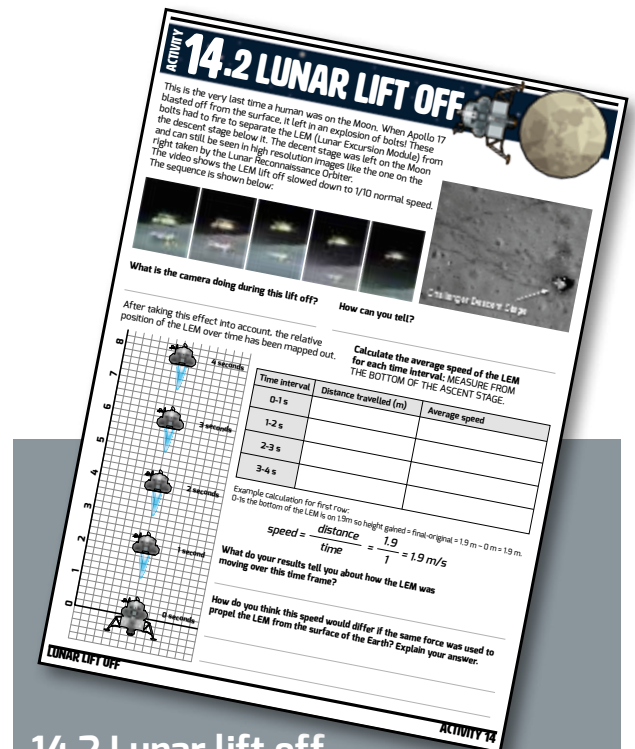 ACTIVITY
14.2 LUNAR LIFT OFF
This is the very last time a human was on the Moon. When Apollo 17
blasted off from the surface, it left in an explosion of bolts! These
bolts had to fire to separate the LEM (Lunar Excursion Module) from
the descent stage below it. The decent stage was left on the Moon
and can still be seen in high resolution images like the one on the
right taken by the Lunar Reconnaissance Orbiter.
The video shows the LEM lift off slowed down to 1/10 normal speed.
The sequence is shown below:
Challenger Descent Stage
What is the camera doing during this lift off?
How can you tell?
After taking this effect into account, the relative
position of the LEM over time has been mapped out.
8
7
6
5
4
3
2
1
0
4 seconds
3 seconds
2 seconds
1 second
0 seconds
Calculate the average speed of the LEM
for each time interval: MEASURE FROM
THE BOTTOM OF THE ASCENT STAGE.
Time interval Distance travelled (m) Average speed
0-1 s
1-2 s
2-3 s
3-4 s
Example calculation for first row:
0-1s the bottom of the LEM is on 1.9m so height gained = final-original = 1.9 m – 0 m = 1.9 m.
speed = distance / time = 1.9 / 1 = 1.9 m/s
What do your results tell you about how the LEM was
moving over this time frame?
How do you think this speed would differ if the same force was used to
propel the LEM from the surface of the Earth? Explain your answer.
LUNAR LIFT OFF
ACTIVITY 14
14.2 Lunar lift off